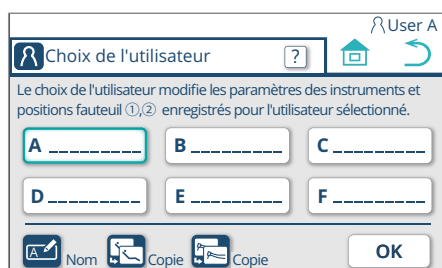 User A
Choix de l'utilisateur ?
Le choix de l'utilisateur modifie les paramètres des instruments et
positions fauteuil ①,② enregistrés pour l'utilisateur sélectionné.
A _________ B _________ C _________
D _________ E _________ F _________
A Nom Copie Copie OK